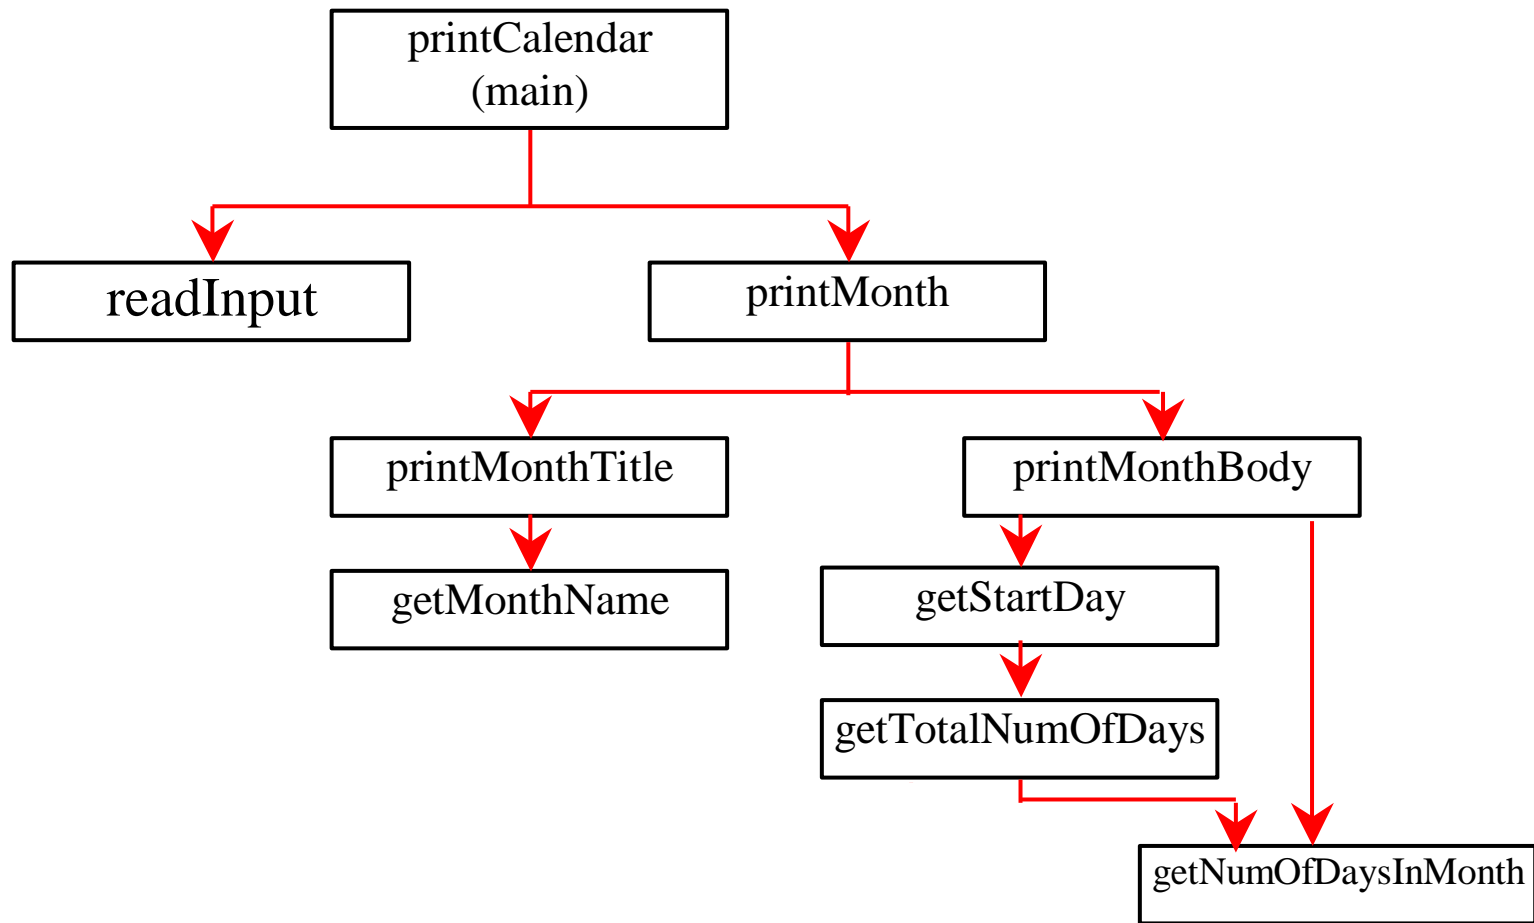 printCalendar
(main)
readInput
printMonth
printMonthTitle
printMonthBody
getMonthName
getStartDay
getTotalNumOfDays
getNumOfDaysInMonth